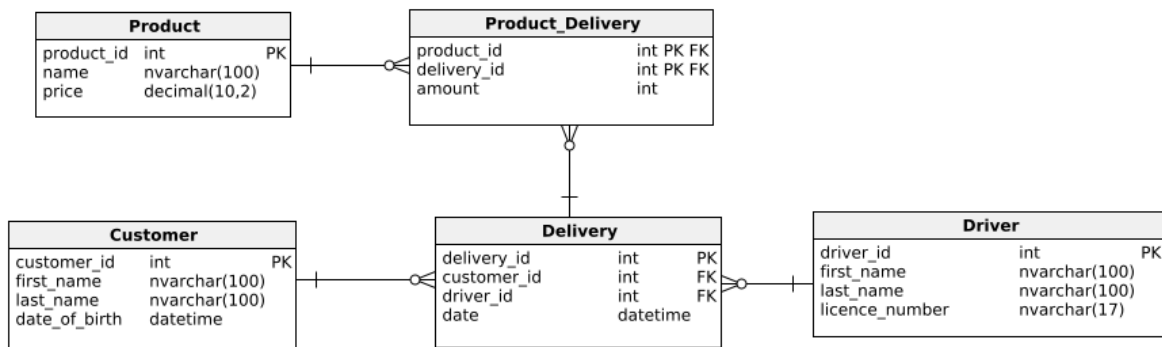 Product
product_id int PK
name nvarchar(100)
price decimal(10,2)
Product_Delivery
product_id int PK FK
delivery_id int PK FK
amount int
Customer
customer_id int PK
first_name nvarchar(100)
last_name nvarchar(100)
date_of_birth datetime
Delivery
delivery_id int PK
customer_id int FK
driver_id int FK
date datetime
Driver
driver_id int PK
first_name nvarchar(100)
last_name nvarchar(100)
licence_number nvarchar(17)